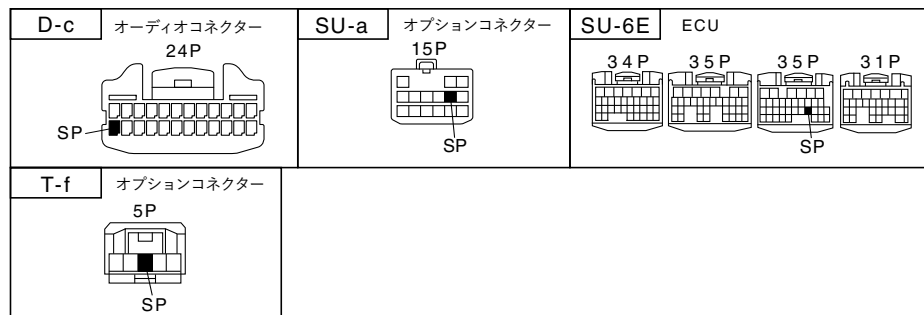 D-c オーディオコネクター
24P
SP
SU-a オプションコネクター
15P
SP
SU-6E ECU
34P 35P 35P 31P
SP
T-f オプションコネクター
5P
SP